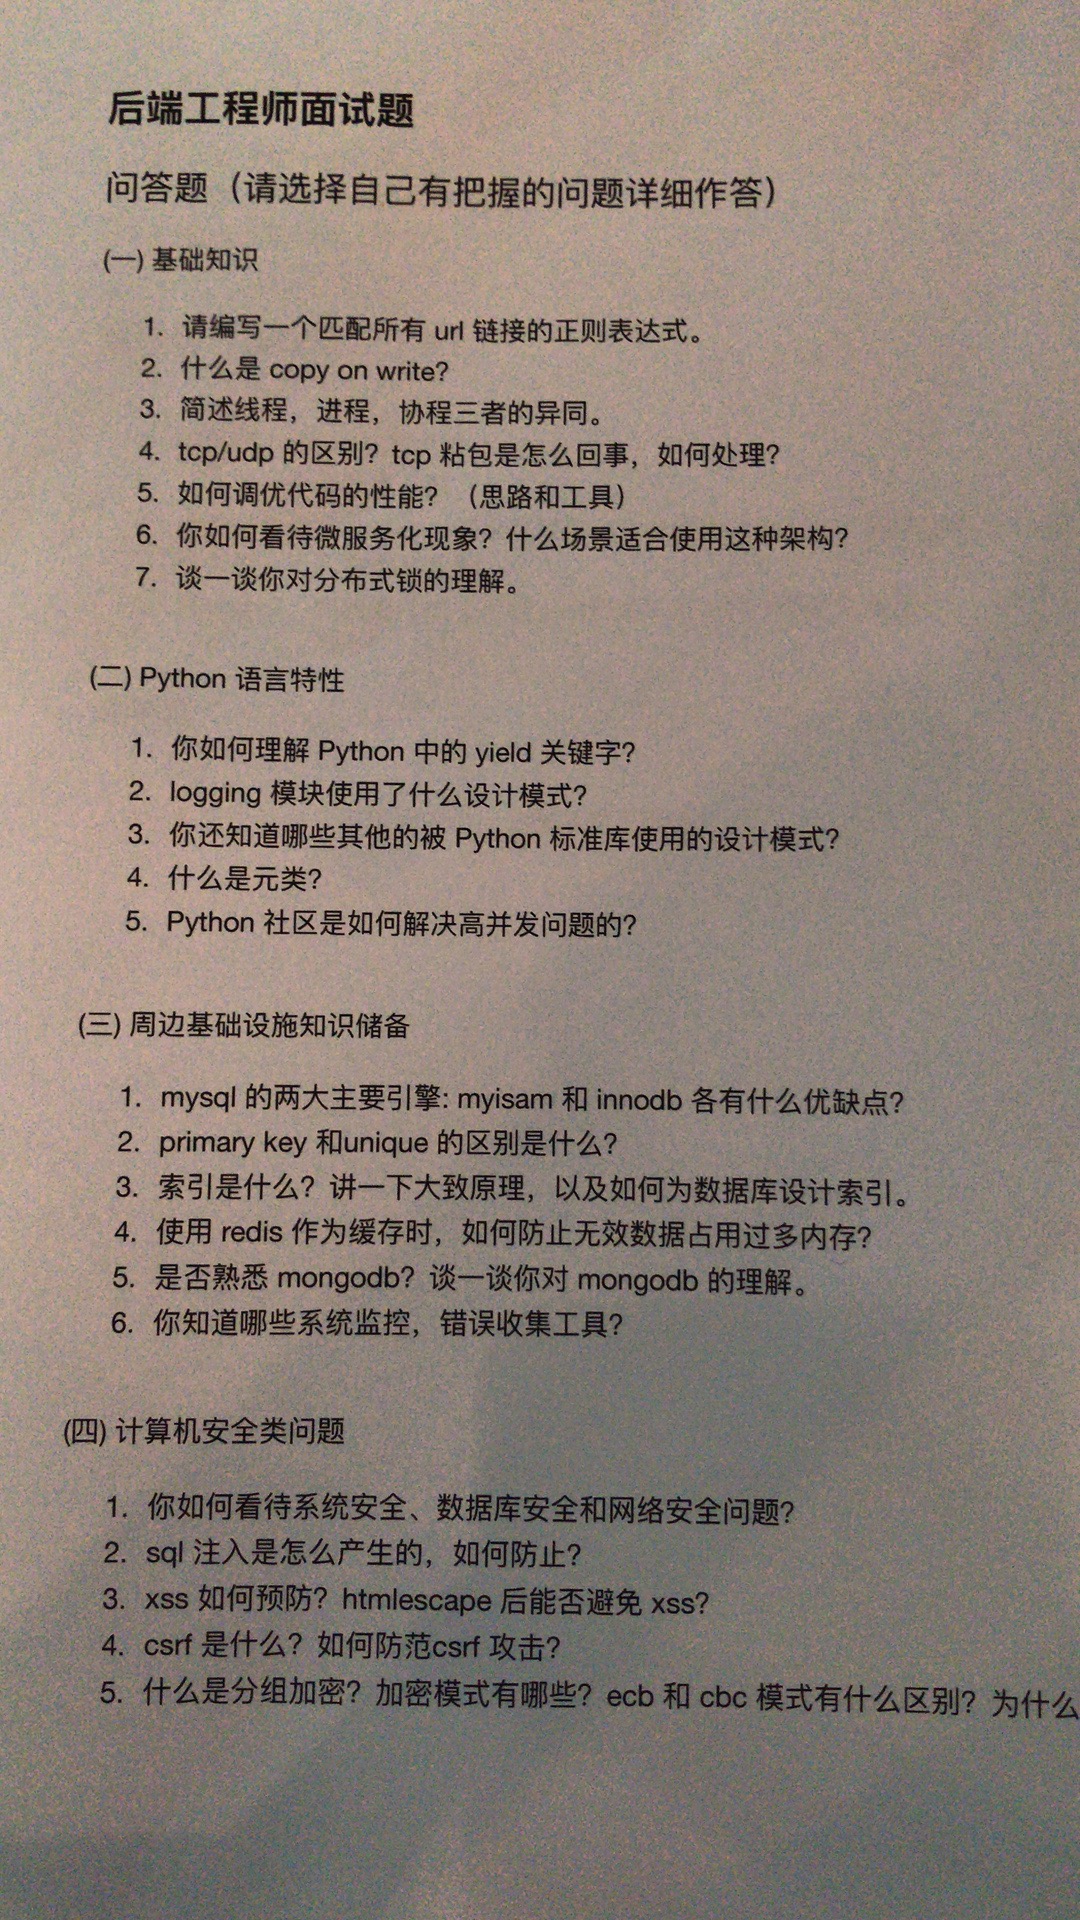 后端工程师面试题
问答题（请选择自己有把握的问题详细作答）
(一) 基础知识
1. 请编写一个匹配所有 url 链接的正则表达式。
2. 什么是 copy on write?
3. 简述线程，进程，协程三者的异同。
4. tcp/udp 的区别？tcp 粘包是怎么回事，如何处理？
5. 如何调优代码的性能？（思路和工具）
6. 你如何看待微服务化现象？什么场景适合使用这种架构？
7. 谈一谈你对分布式锁的理解。
(二) Python 语言特性
1. 你如何理解 Python 中的 yield 关键字？
2. logging 模块使用了什么设计模式？
3. 你还知道哪些其他的被 Python 标准库使用的设计模式？
4. 什么是元类？
5. Python 社区是如何解决高并发问题的？
(三) 周边基础设施知识储备
1. mysql 的两大主要引擎: myisam 和 innodb 各有什么优缺点？
2. primary key 和unique 的区别是什么？
3. 索引是什么？讲一下大致原理，以及如何为数据库设计索引。
4. 使用 redis 作为缓存时，如何防止无效数据占用过多内存？
5. 是否熟悉 mongodb？谈一谈你对 mongodb 的理解。
6. 你知道哪些系统监控，错误收集工具？
(四) 计算机安全类问题
1. 你如何看待系统安全、数据库安全和网络安全问题？
2. sql 注入是怎么产生的，如何防止？
3. xss 如何预防？htmlescape 后能否避免 xss?
4. csrf 是什么？如何防范csrf 攻击？
5. 什么是分组加密？加密模式有哪些？ecb 和 cbc 模式有什么区别？为什么